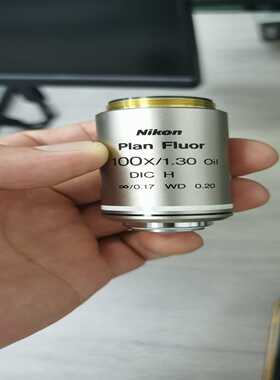 Nikon
Plan Fluor
100X/1.30 Oil
DIC H
∞/0.17 WD 0.20